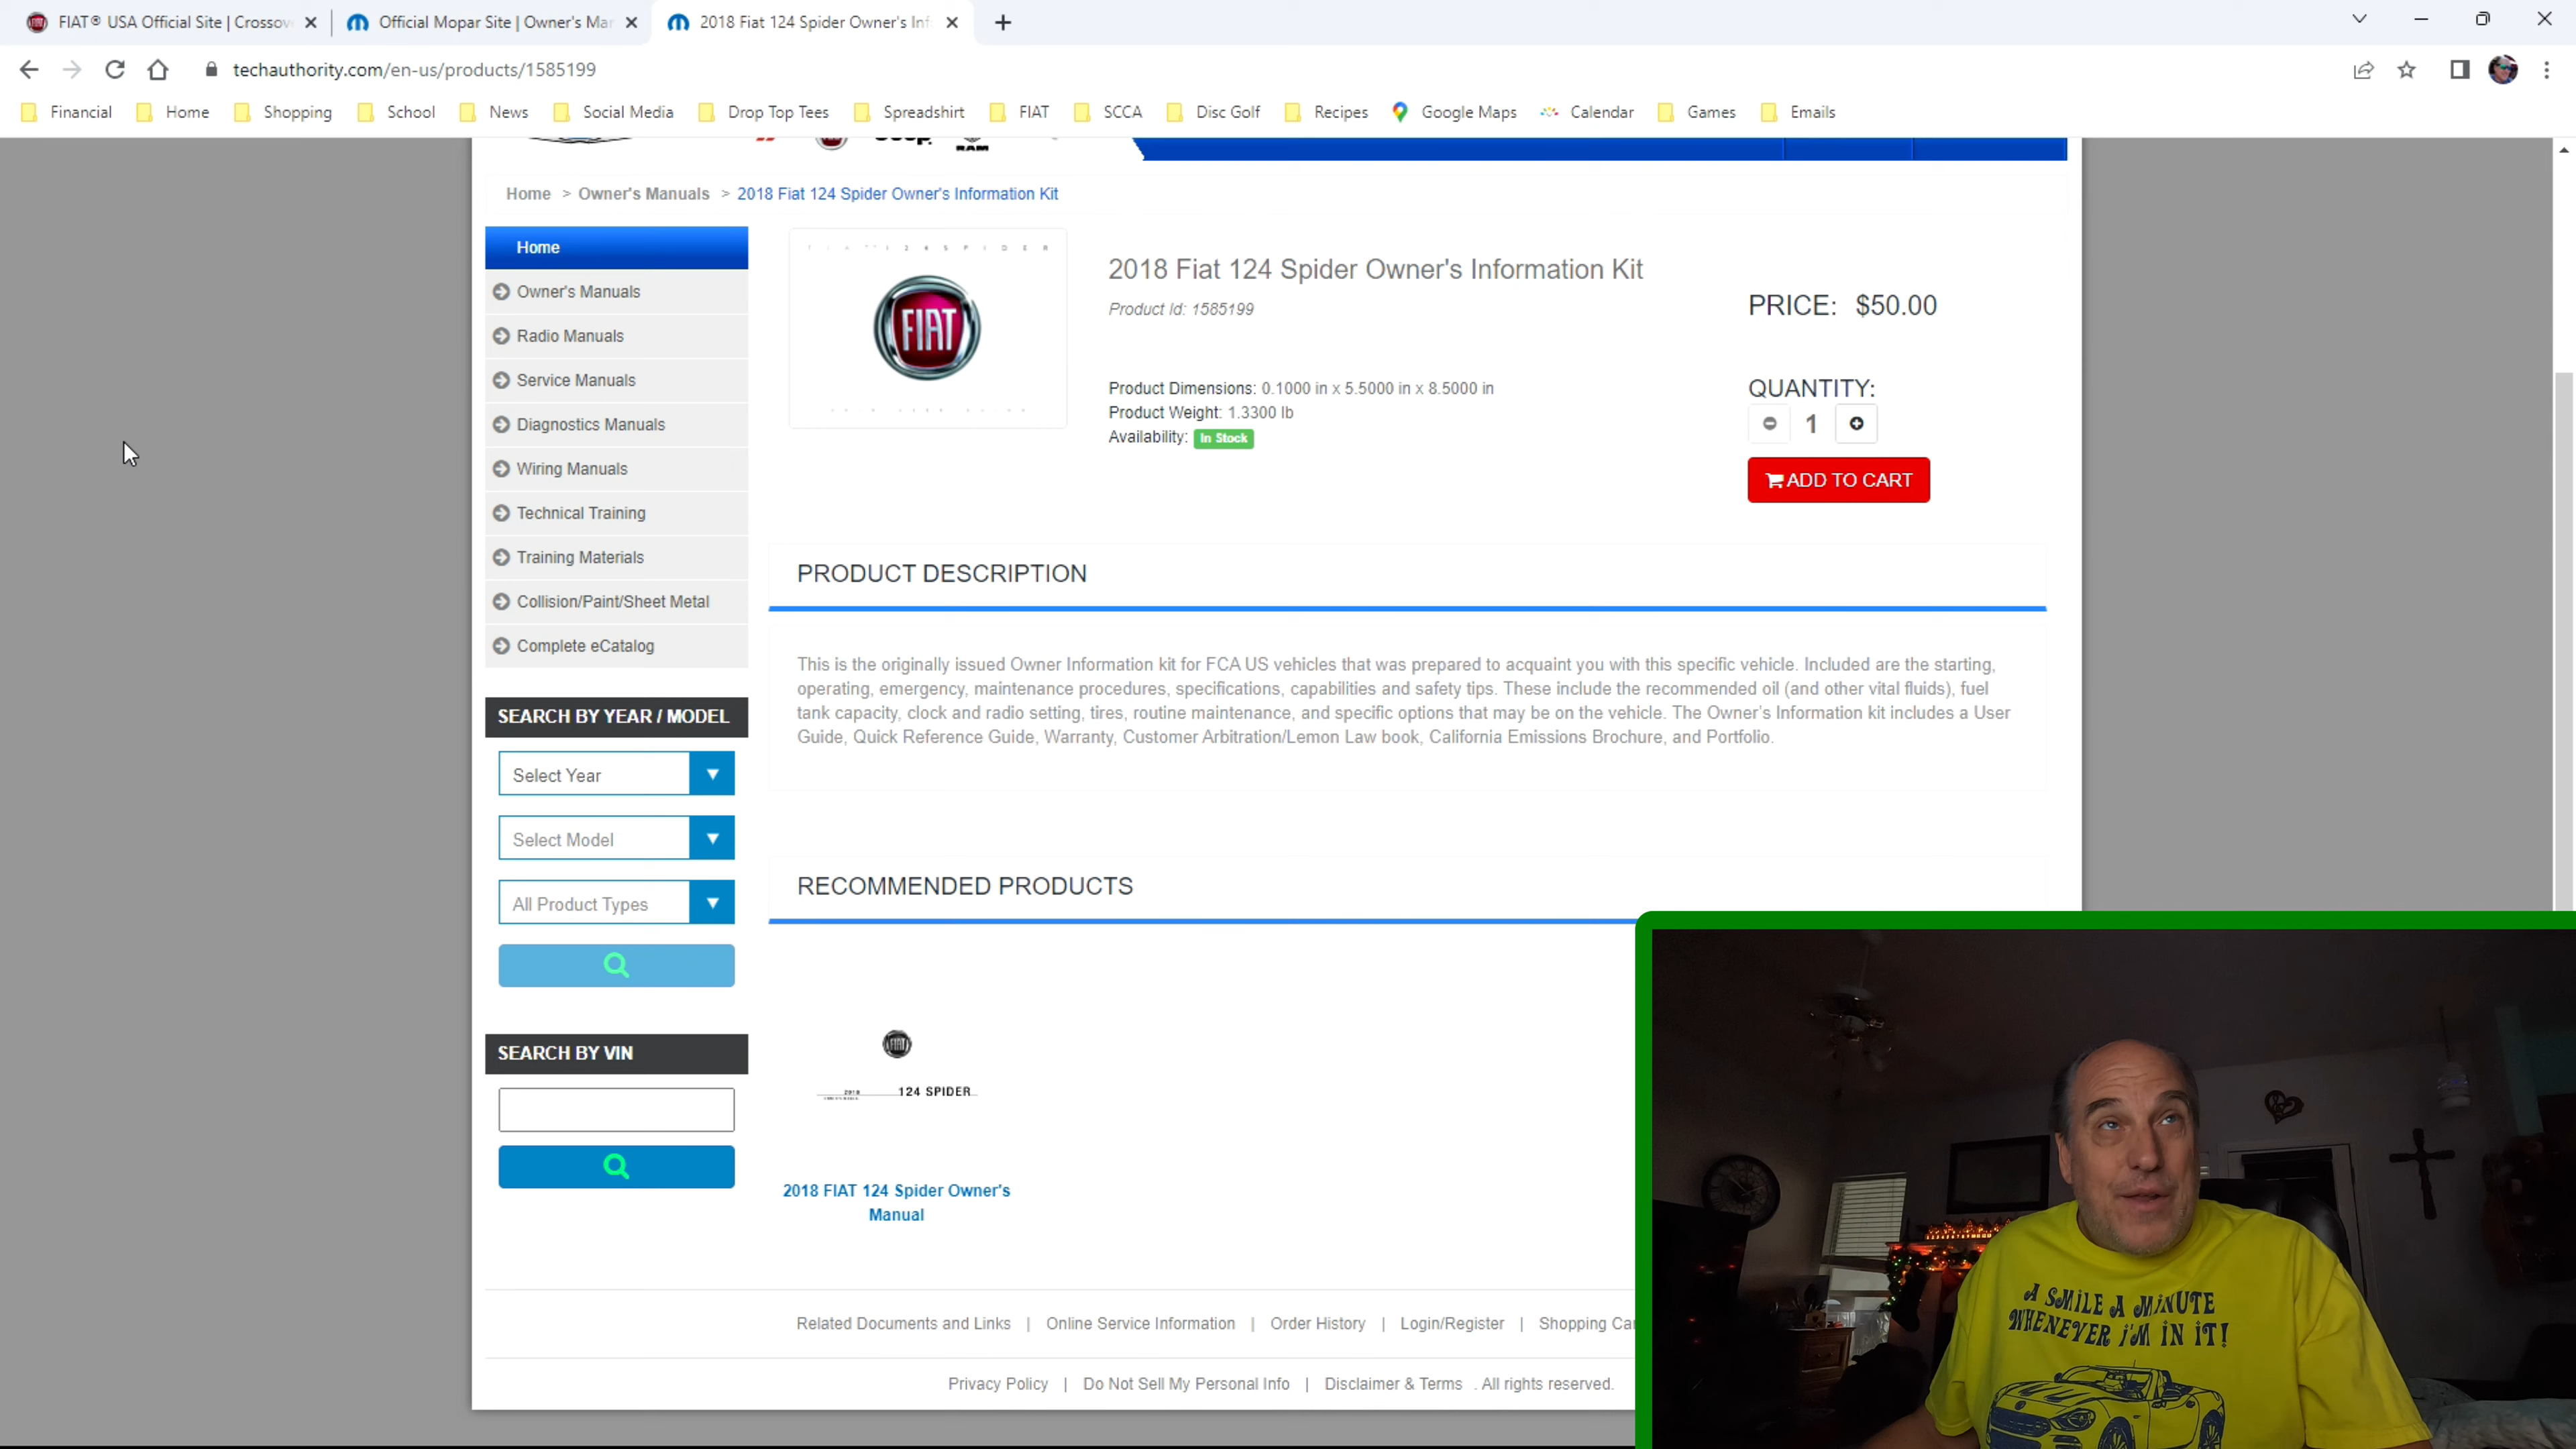 FIAT® USA Official Site | Crossov
Official Mopar Site | Owner's Mar
2018 Fiat 124 Spider Owner's Inf
techauthority.com/en-us/products/1585199
Financial Home Shopping School News Social Media Drop Top Tees Spreadshirt FIAT SCCA Disc Golf Recipes Google Maps Calendar Games Emails
RAM
Home > Owner's Manuals > 2018 Fiat 124 Spider Owner's Information Kit
Home
Owner's Manuals
Radio Manuals
Service Manuals
Diagnostics Manuals
Wiring Manuals
Technical Training
Training Materials
Collision/Paint/Sheet Metal
Complete eCatalog
SEARCH BY YEAR / MODEL
Select Year
Select Model
All Product Types
SEARCH BY VIN
FIAT
2018 Fiat 124 Spider Owner's Information Kit
Product Id: 1585199
Product Dimensions: 0.1000 in x 5.5000 in x 8.5000 in
Product Weight: 1.3300 lb
Availability: In Stock
PRICE: $50.00
QUANTITY:
1
ADD TO CART
PRODUCT DESCRIPTION
This is the originally issued Owner Information kit for FCA US vehicles that was prepared to acquaint you with this specific vehicle. Included are the starting,
operating, emergency, maintenance procedures, specifications, capabilities and safety tips. These include the recommended oil (and other vital fluids), fuel
tank capacity, clock and radio setting, tires, routine maintenance, and specific options that may be on the vehicle. The Owner's Information kit includes a User
Guide, Quick Reference Guide, Warranty, Customer Arbitration/Lemon Law book, California Emissions Brochure, and Portfolio.
RECOMMENDED PRODUCTS
FIAT
2018 124 SPIDER
2018 FIAT 124 Spider Owner's
Manual
Related Documents and Links | Online Service Information | Order History | Login/Register | Shopping Car
Privacy Policy | Do Not Sell My Personal Info | Disclaimer & Terms . All rights reserved.
A SMILE A MINUTE
WHENEVER I'M IN IT!